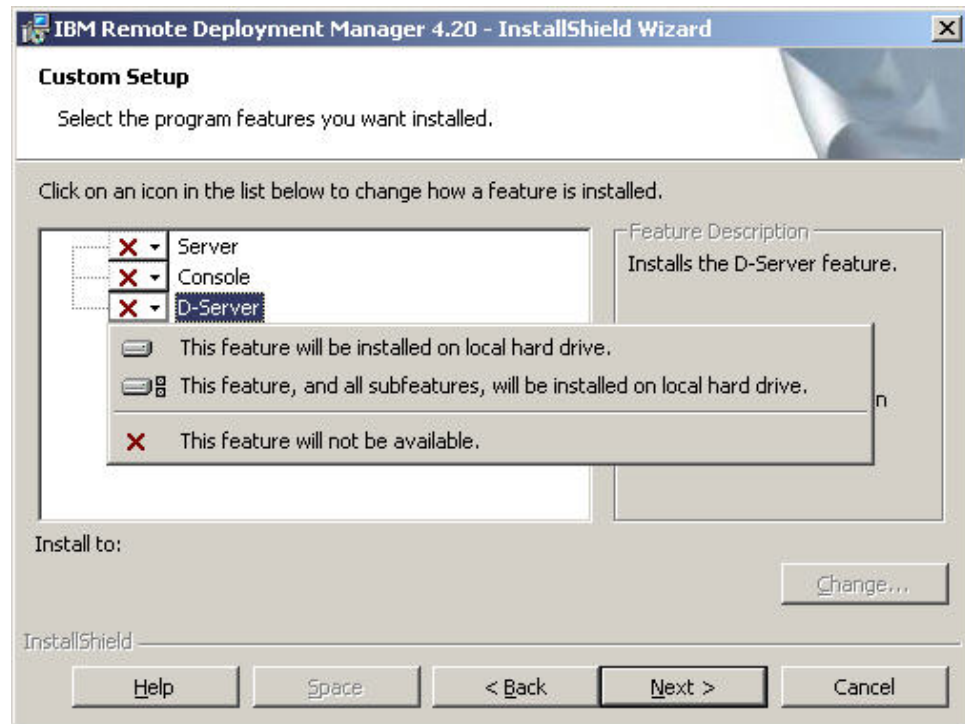 IBM Remote Deployment Manager 4.20 - InstallShield Wizard
Custom Setup
Select the program features you want installed.
Click on an icon in the list below to change how a feature is installed.
Server
Console
D-Server
Feature Description
Installs the D-Server feature.
This feature will be installed on local hard drive.
This feature, and all subfeatures, will be installed on local hard drive.
n
This feature will not be available.
Install to:
Change...
InstallShield
Help
Space
< Back
Next >
Cancel